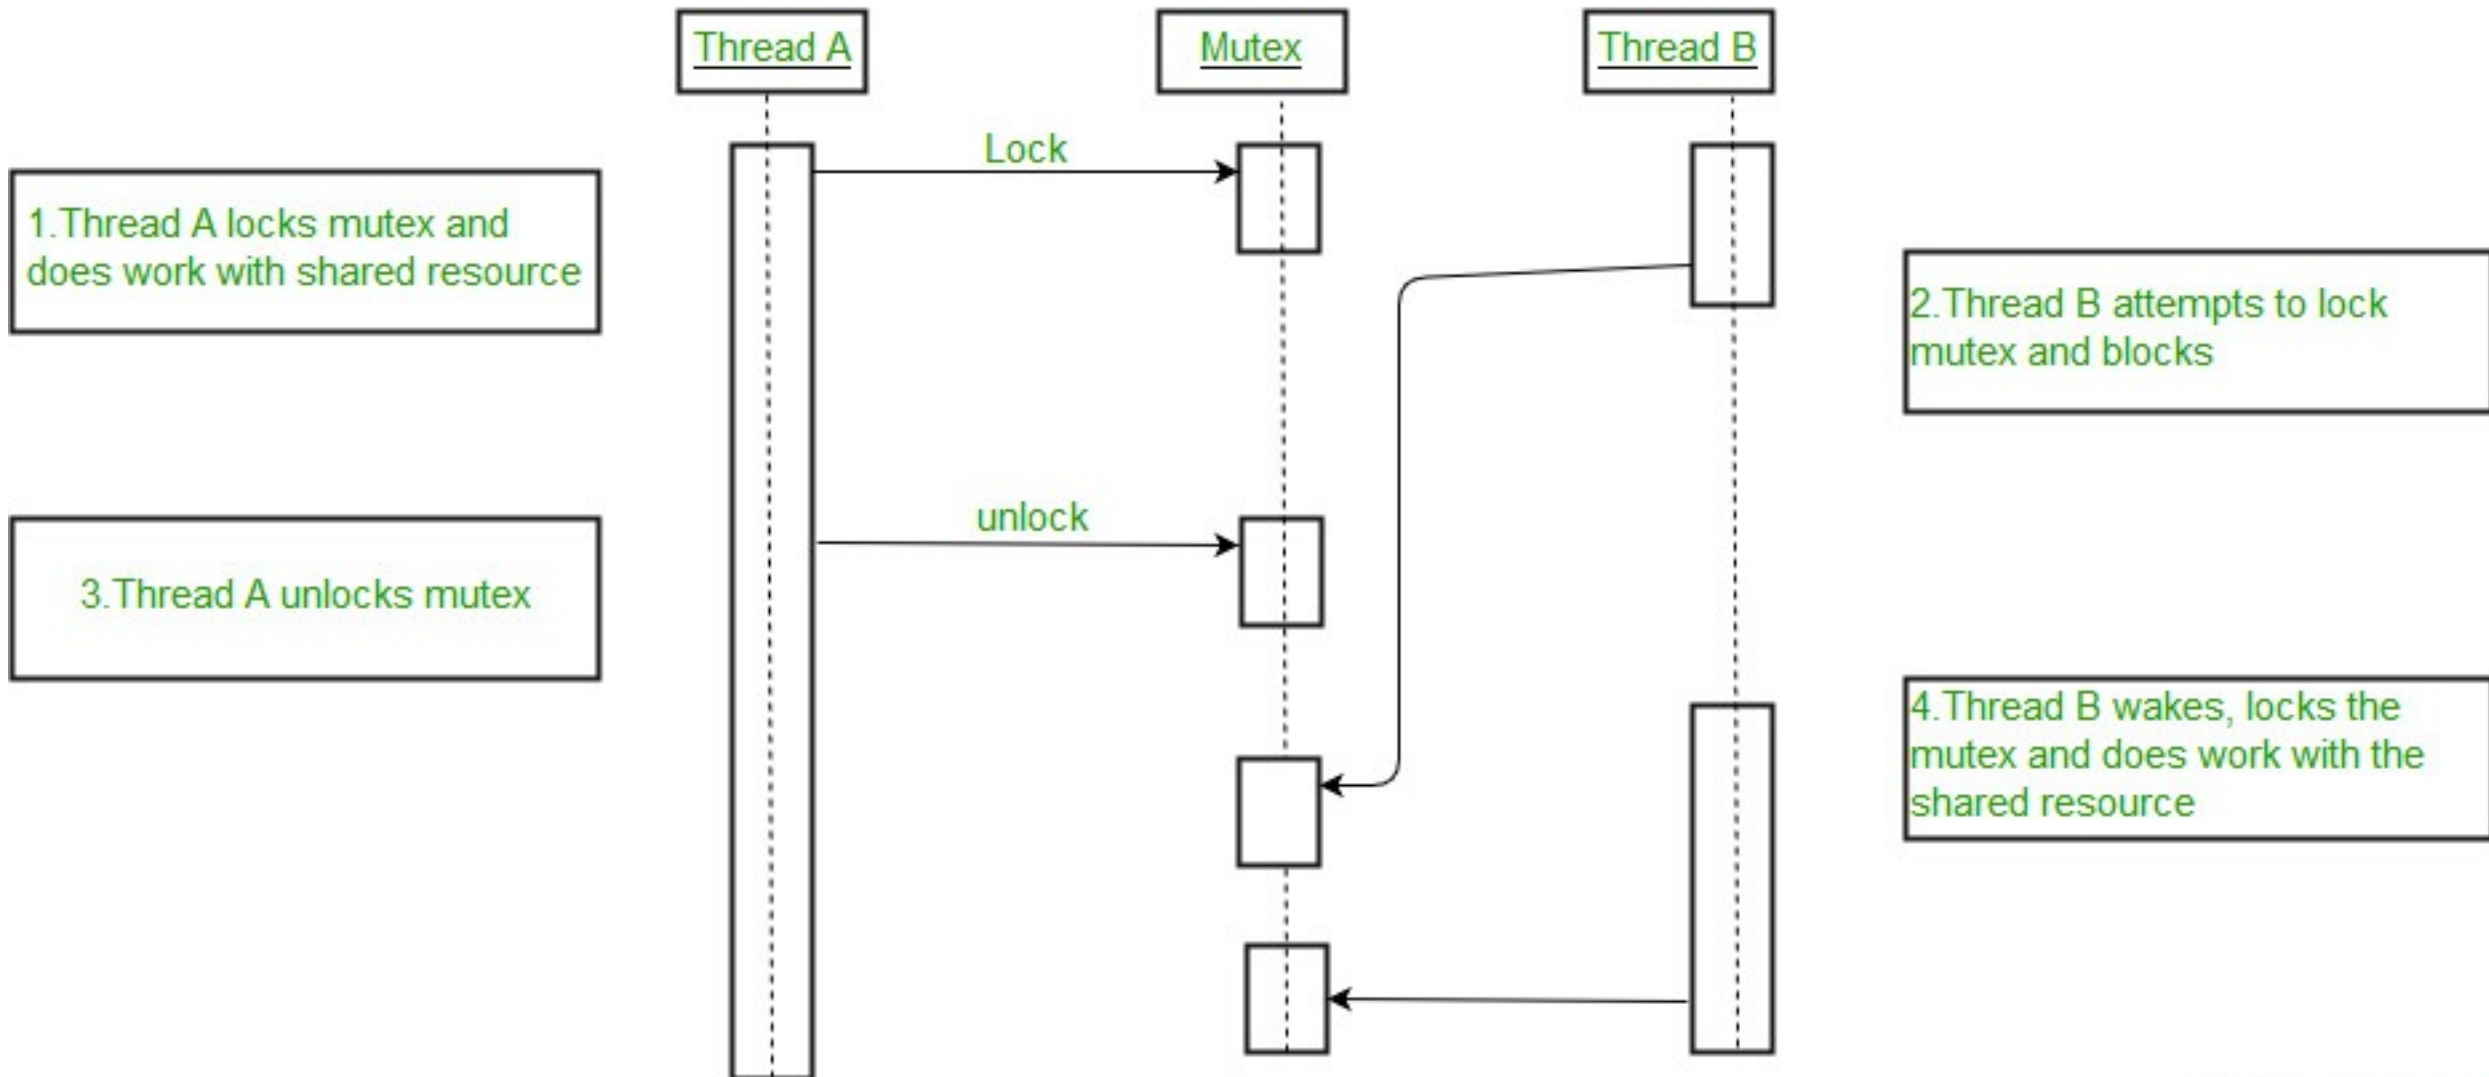 Thread A
Mutex
Thread B
Lock
1.Thread A locks mutex and
does work with shared resource
2.Thread B attempts to lock
mutex and blocks
unlock
3.Thread A unlocks mutex
4.Thread B wakes, locks the
mutex and does work with the
shared resource